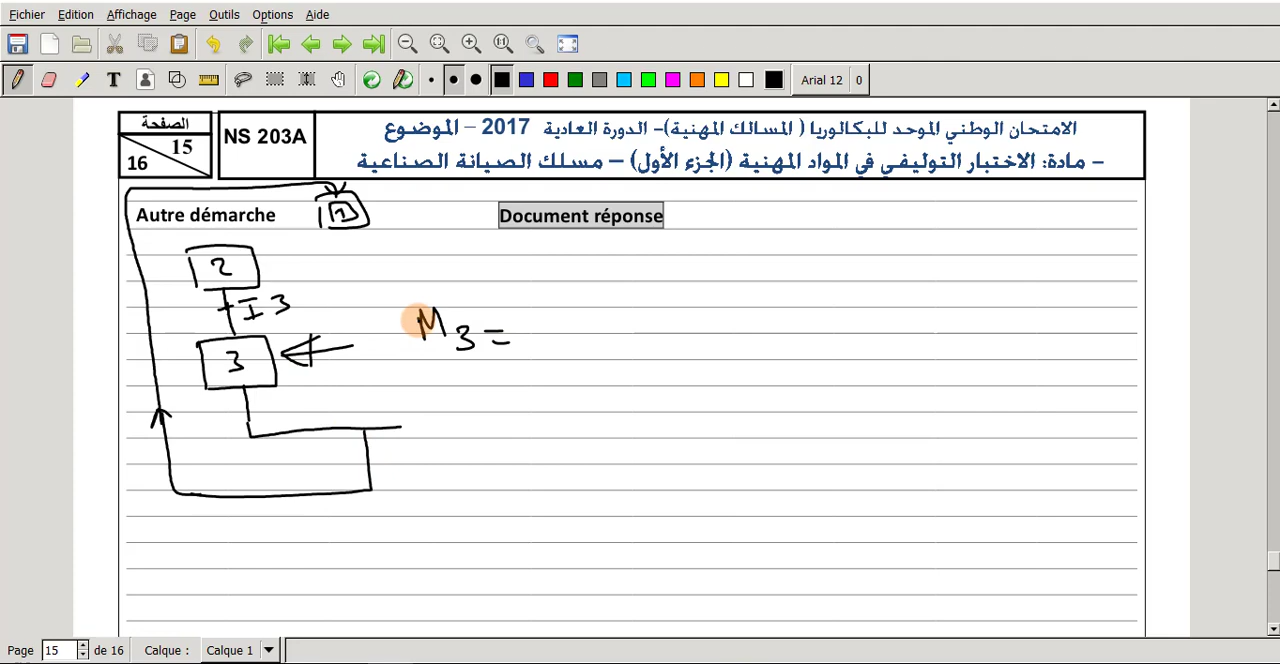 Fichier Edition Affichage Page Outils Options Aide
Arial 12 0
الصفحة
15
16
NS 203A
الامتحان الوطني الموحد للبكالوريا ( المسالك المهنية)- الدورة العادية 2017 – الموضوع
- مادة: الاختبار التوليفي في المواد المهنية (الجزء الأول) – مسلك الصيانة الصناعية
Autre démarche
Document réponse
2
I 3
3
M3 =
Page 15 de 16 Calque : Calque 1